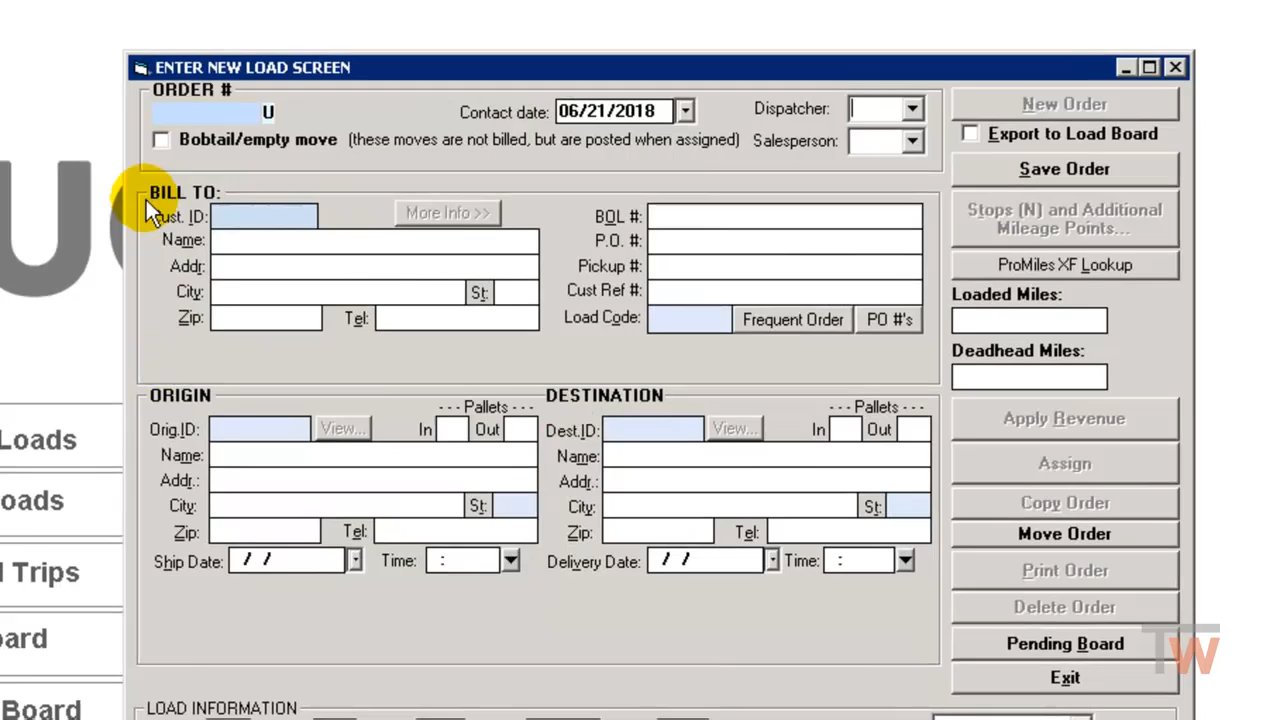 ENTER NEW LOAD SCREEN
ORDER #
U
Contact date: 06/21/2018
Dispatcher:
Bobtail/empty move (these moves are not billed, but are posted when assigned)
Salesperson:
New Order
Export to Load Board
Save Order
Stops (N) and Additional
Mileage Points...
ProMiles XF Lookup
Loaded Miles:
Deadhead Miles:
Apply Revenue
Assign
Copy Order
Move Order
Print Order
Delete Order
Pending Board
Exit
BILL TO:
ust. ID:
More Info >>
Name:
Addr:
City:
St:
Zip:
Tel:
BOL #:
P.O. #:
Pickup #:
Cust Ref #:
Load Code:
Frequent Order
PO #'s
ORIGIN
--- Pallets ---
Orig.ID:
View...
In
Out
Name:
Addr.:
City:
St:
Zip:
Tel:
Ship Date: / /
Time: :
DESTINATION
--- Pallets ---
Dest.ID:
View...
In
Out
Name:
Addr.:
City:
St:
Zip:
Tel:
Delivery Date: / /
Time: :
LOAD INFORMATION
U
Loads
oads
Trips
oard
Board
TW